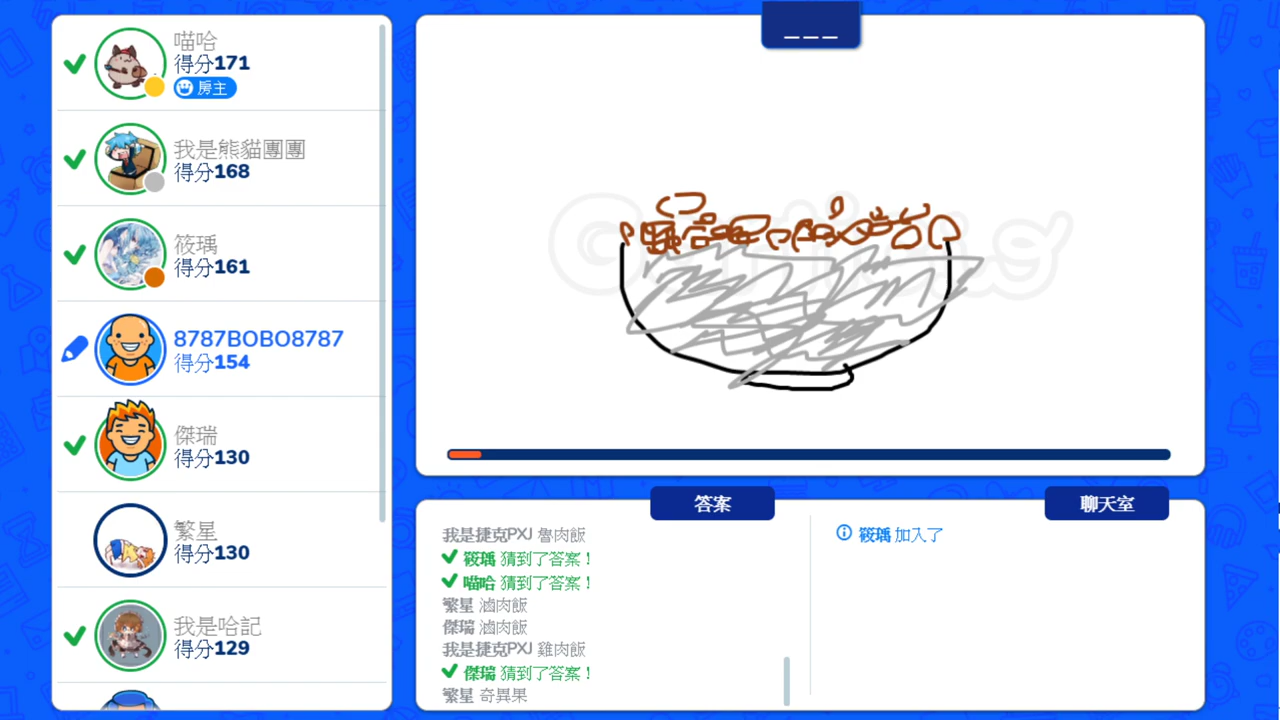 喵哈
得分171
房主
我是熊貓團團
得分168
筱瑀
得分161
8787BOBO8787
得分154
傑瑞
得分130
繁星
得分130
我是哈記
得分129
_ _ _
Gartic.io
答案
我是捷克PXJ 魯肉飯
筱瑀 猜到了答案！
喵哈 猜到了答案！
繁星 滷肉飯
傑瑞 滷肉飯
我是捷克PXJ 雞肉飯
傑瑞 猜到了答案！
繁星 奇異果
聊天室
筱瑀 加入了